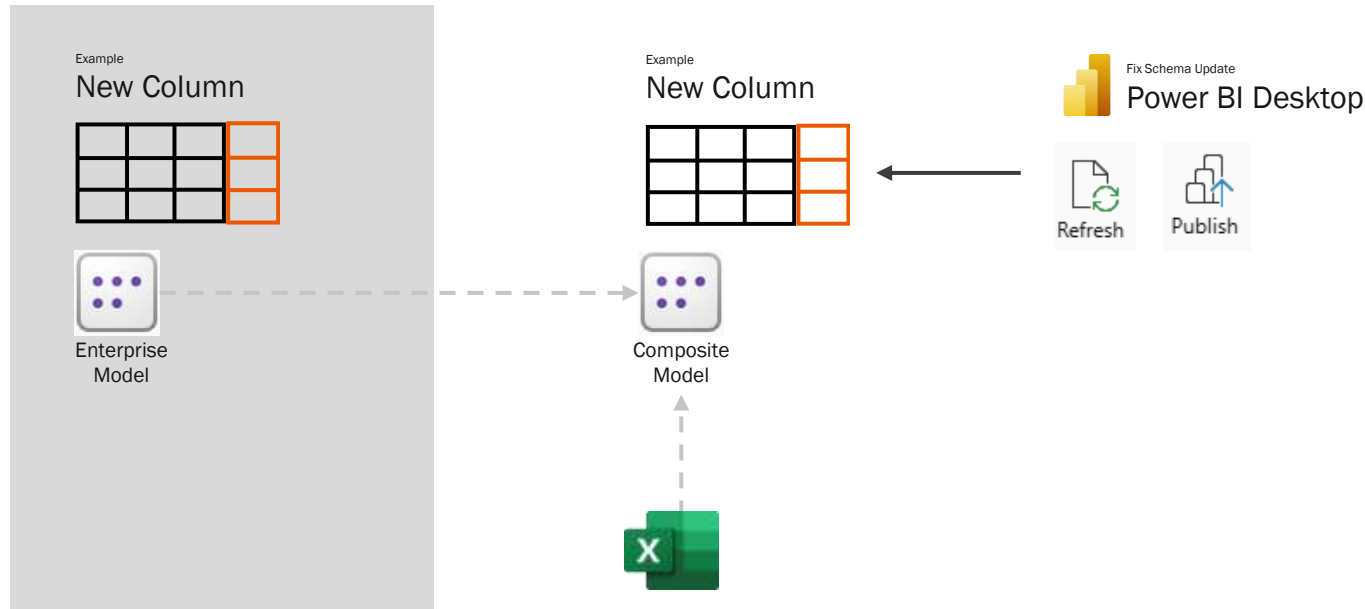 Example
New Column
Enterprise
Model
Example
New Column
Composite
Model
X
Fix Schema Update
Power BI Desktop
Refresh
Publish